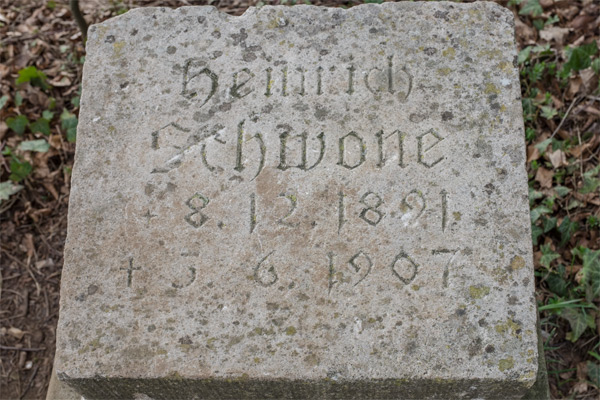 Heinrich
Schwone
* 8. 12. 1891
† 5. 6. 1907